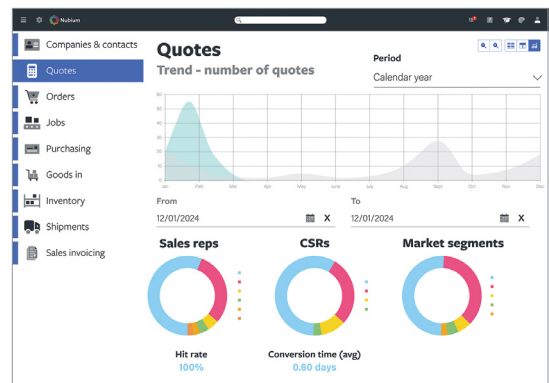 Nubium
Companies & contacts
Quotes
Orders
Jobs
Purchasing
Goods in
Inventory
Shipments
Sales invoicing
Quotes
Trend - number of quotes
Period
Calendar year
60
50
40
30
20
10
0
Jan Feb Mar Apr May June July Aug Sept Oct Nov Dec
From
12/01/2024 X
To
12/01/2024 X
Sales reps
CSRs
Market segments
Hit rate
100%
Conversion time (avg)
0.60 days